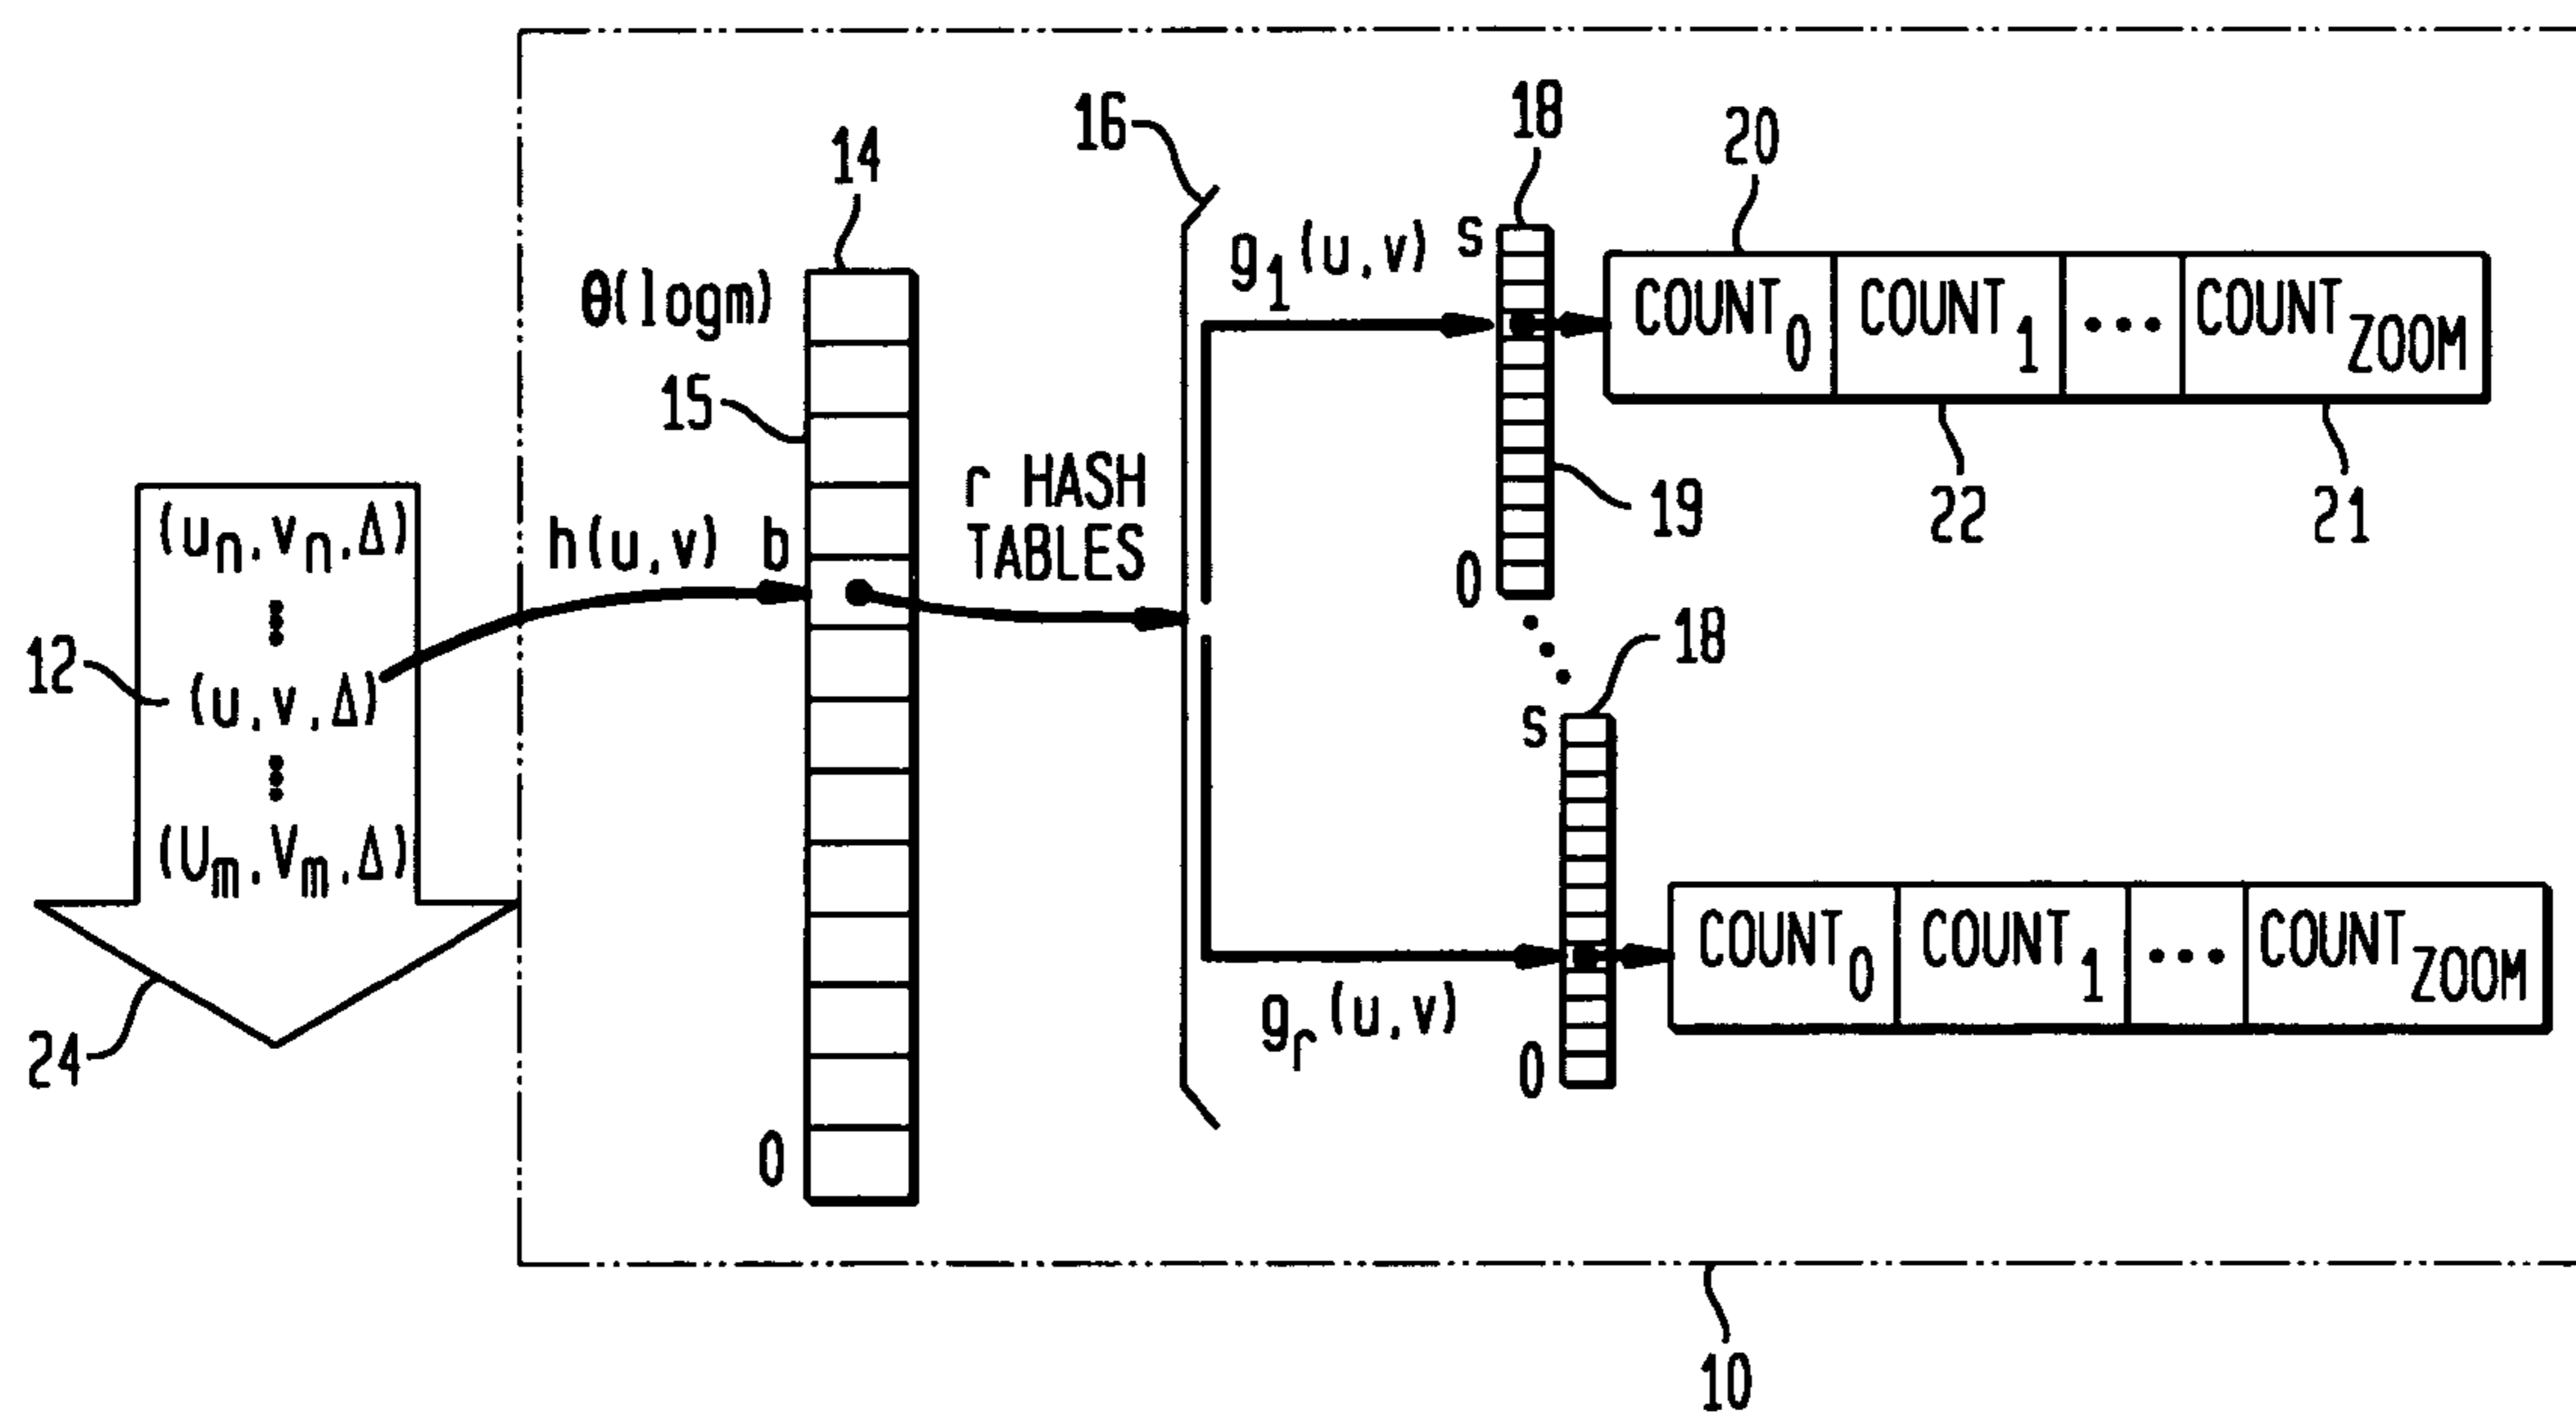 18
20
16
14
g1(u,v)
s
COUNT0 COUNT1 ••• COUNTZOOM
θ(logm)
15
r HASH
TABLES
19
22
21
(un,vn,Δ)
h(u,v) b
0
18
12
(u,v,Δ)
s
(Um,Vm,Δ)
COUNT0 COUNT1 ••• COUNTZOOM
gr(u,v)
24
0
0
10